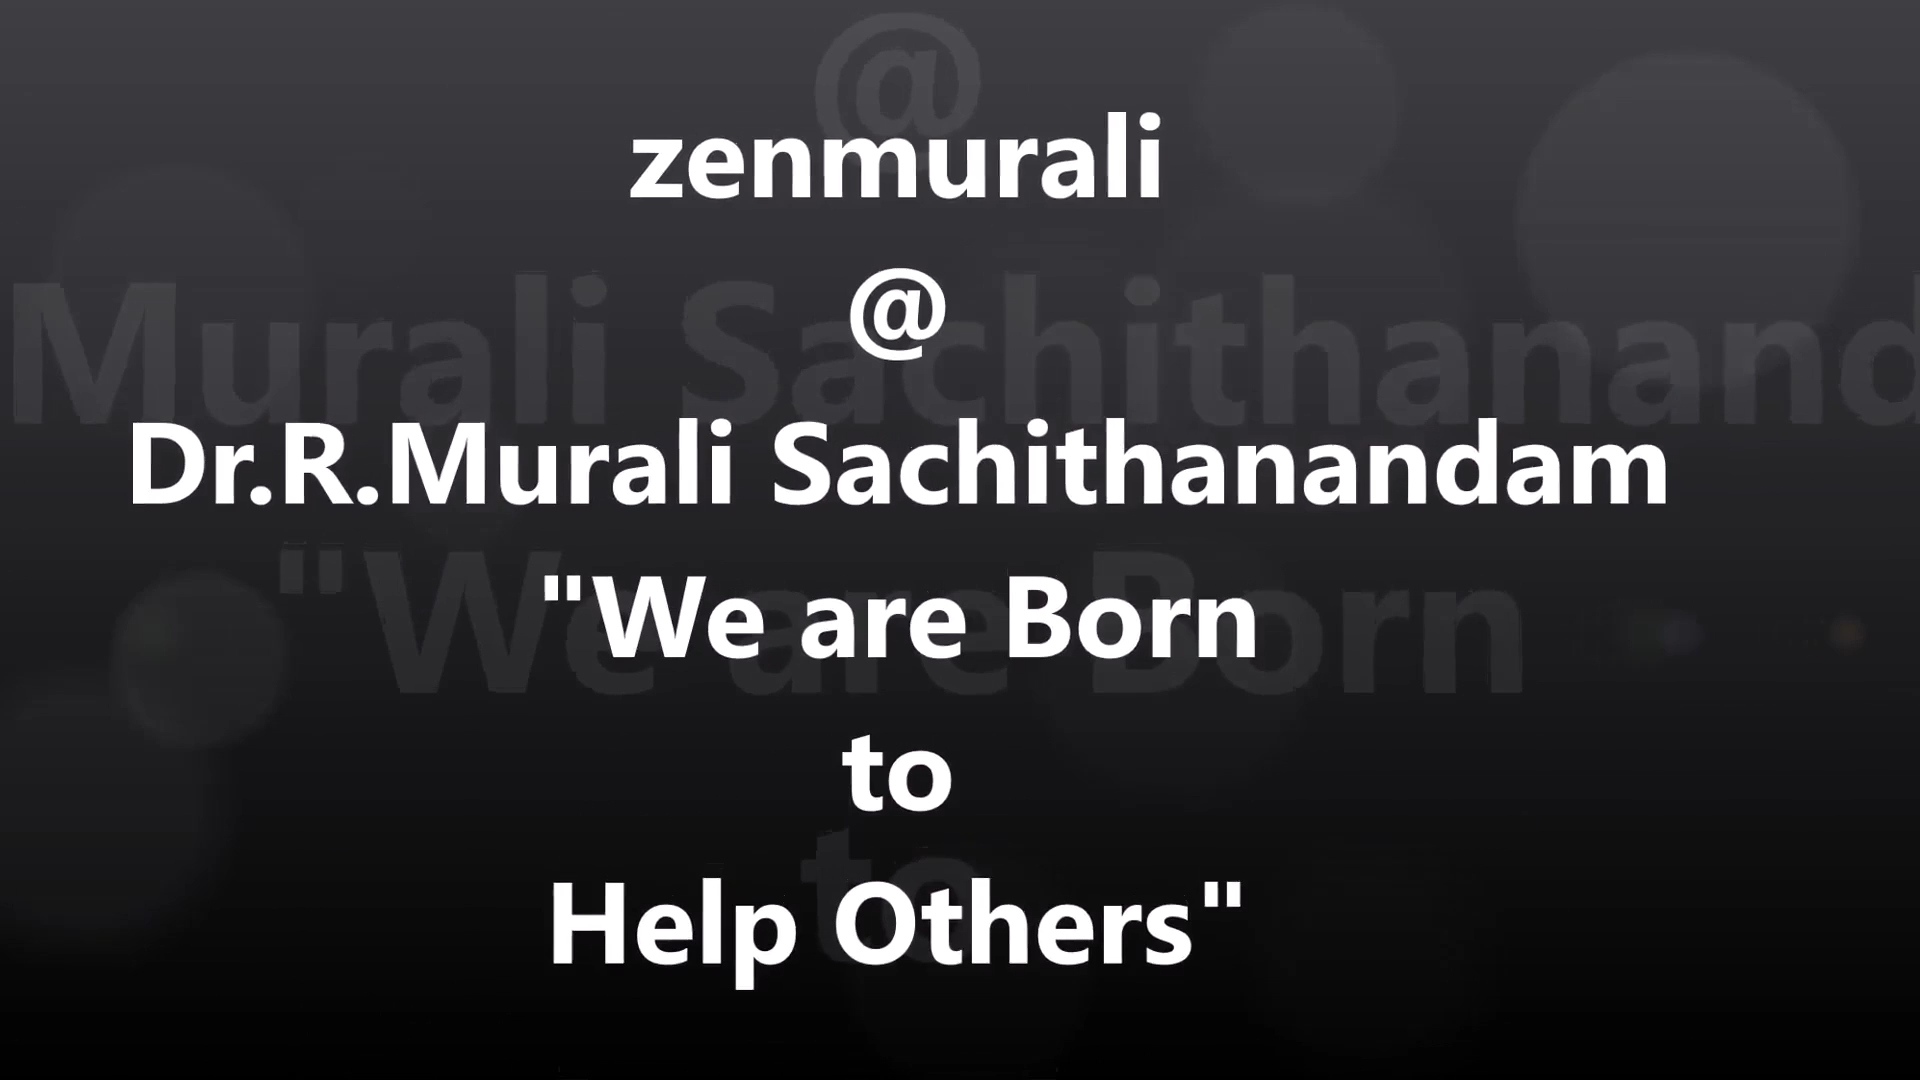 zenmurali
@
Dr.R.Murali Sachithanandam
"We are Born
to
Help Others"